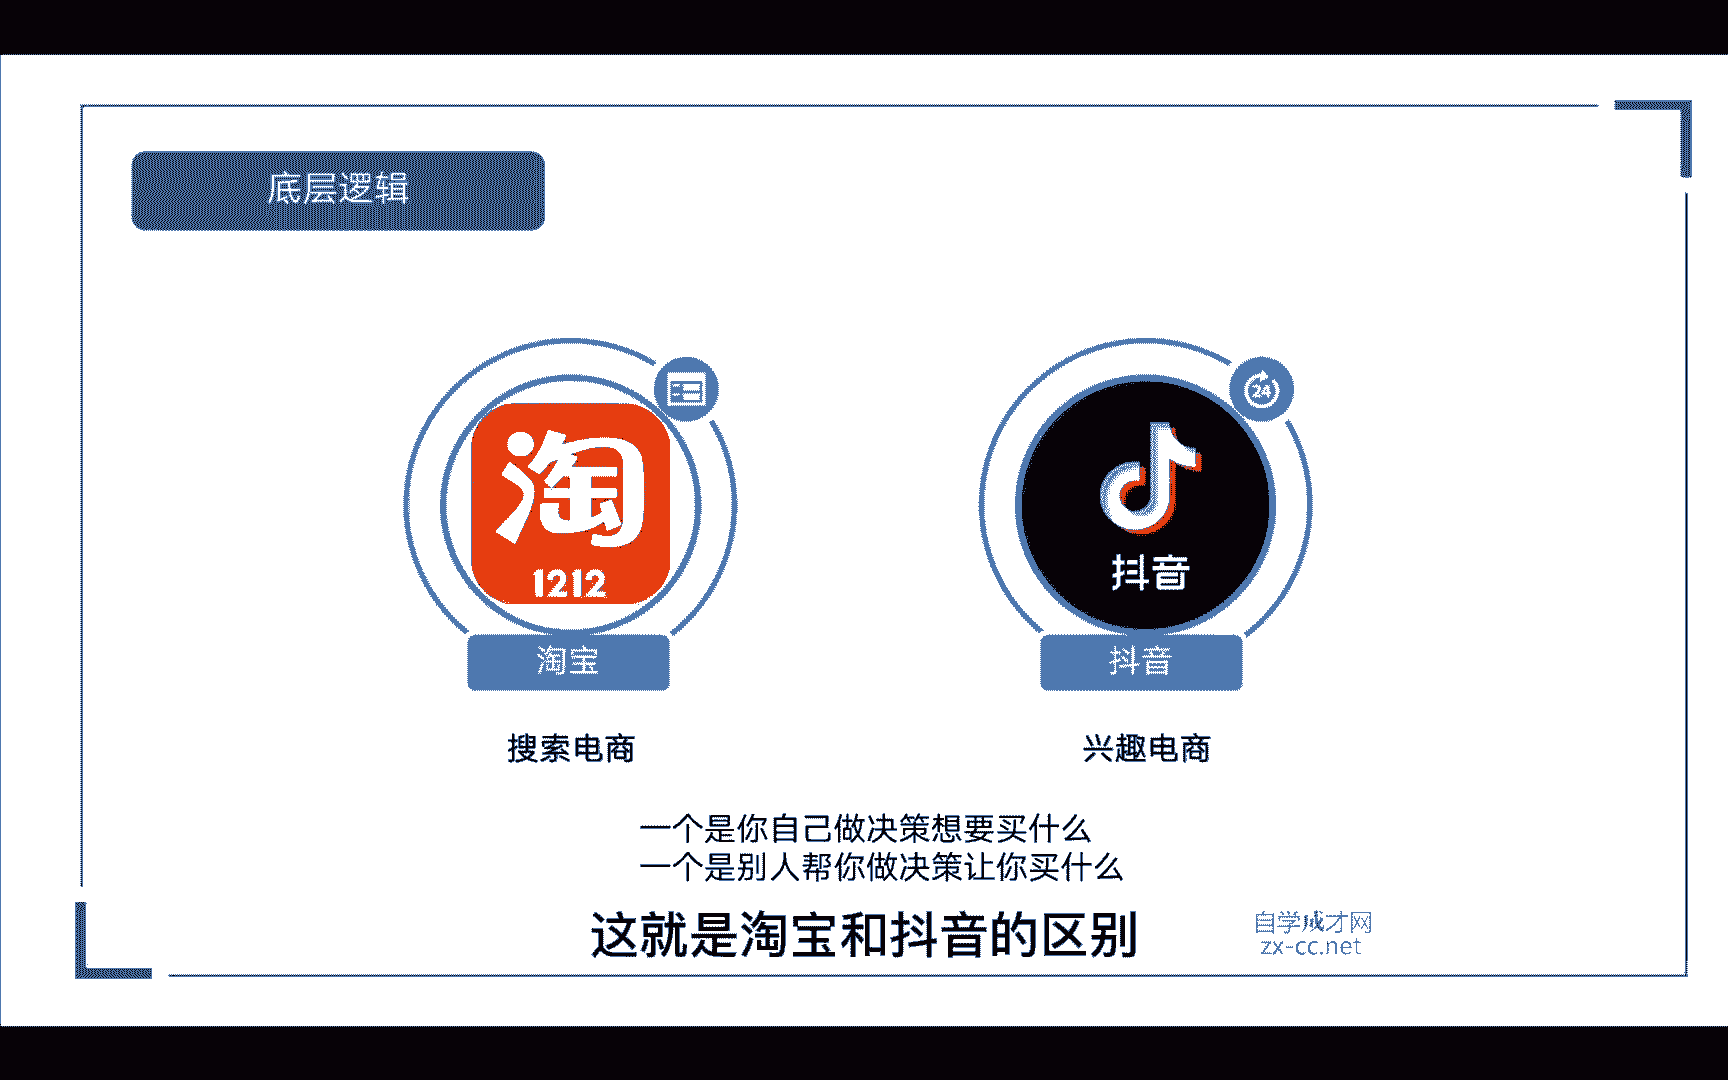 底层逻辑
24
淘
1212
抖音
淘宝
抖音
搜索电商
兴趣电商
一个是你自己做决策想要买什么
一个是别人帮你做决策让你买什么
这就是淘宝和抖音的区别
自学成才网
zx-cc.net